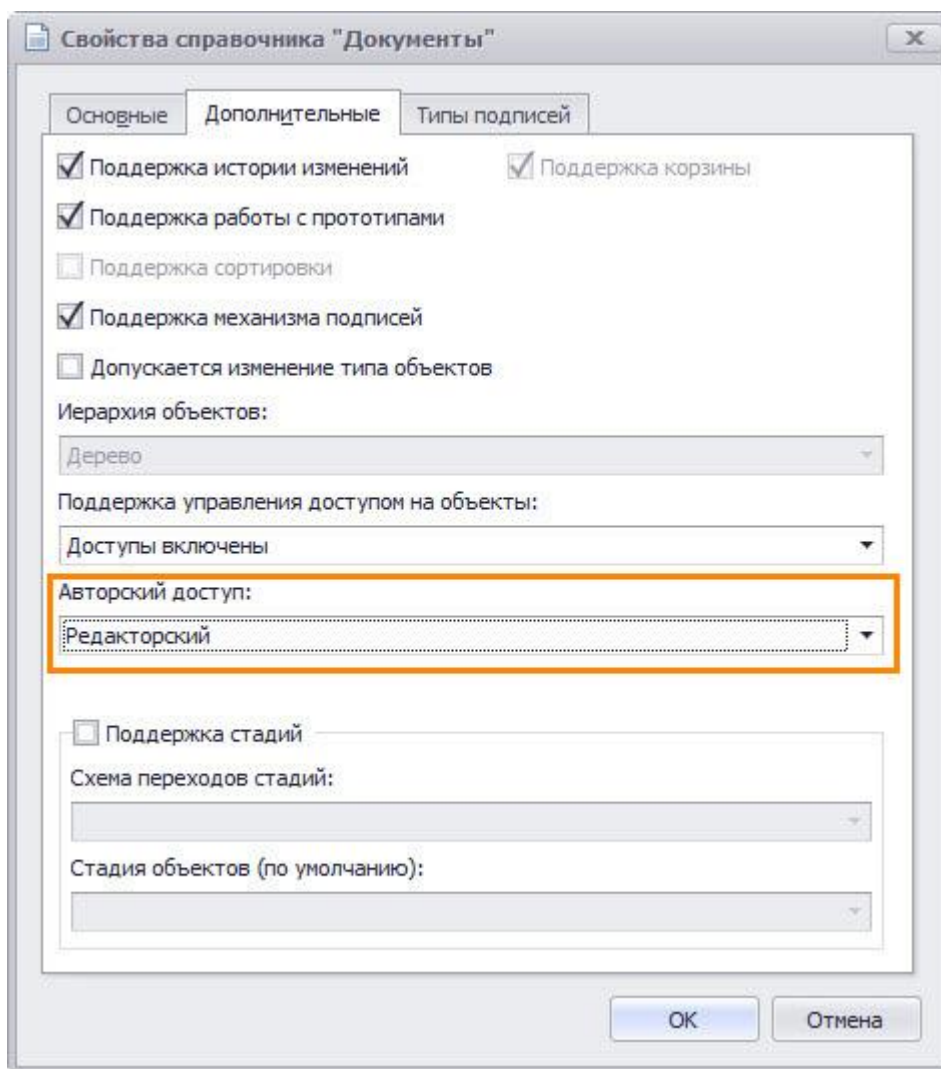 Свойства справочника "Документы"
Основные Дополнительные Типы подписей
Поддержка истории изменений Поддержка корзины
Поддержка работы с прототипами
Поддержка сортировки
Поддержка механизма подписей
Допускается изменение типа объектов
Иерархия объектов:
Дерево
Поддержка управления доступом на объекты:
Доступы включены
Авторский доступ:
Редакторский
Поддержка стадий
Схема переходов стадий:
Стадия объектов (по умолчанию):
ОК Отмена